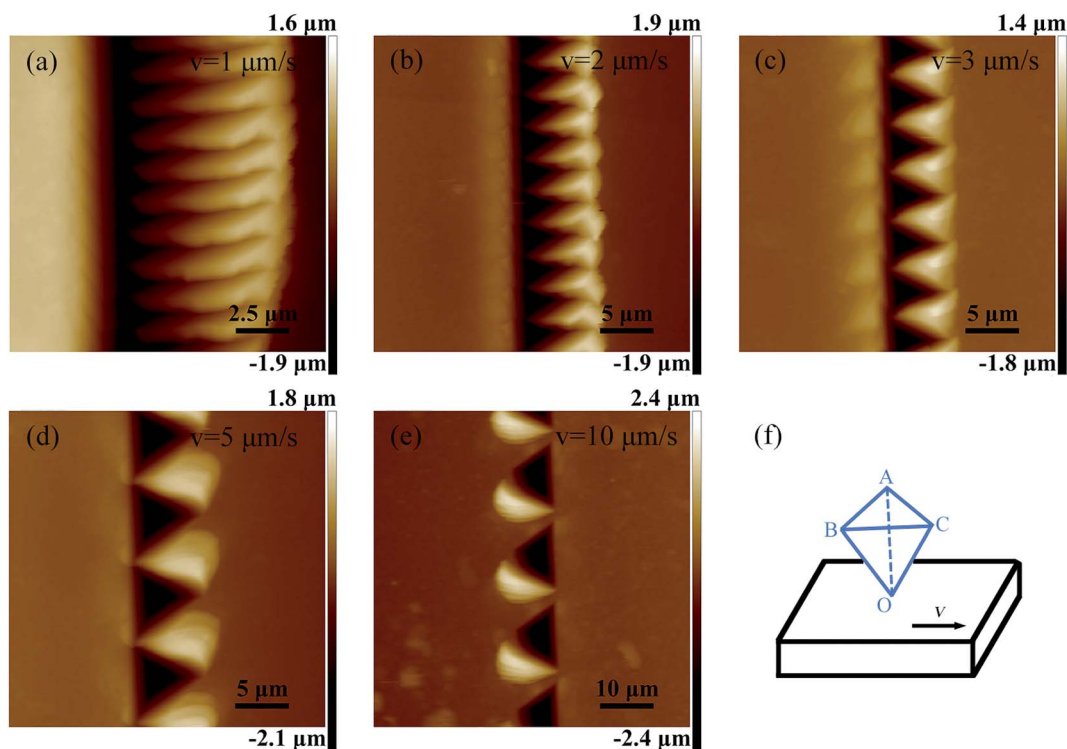 1.6 μm
(a)
v=1 μm/s
2.5 μm
-1.9 μm
1.9 μm
(b)
v=2 μm/s
5 μm
-1.9 μm
1.4 μm
(c)
v=3 μm/s
5 μm
-1.8 μm
1.8 μm
(d)
v=5 μm/s
5 μm
-2.1 μm
2.4 μm
(e)
v=10 μm/s
10 μm
-2.4 μm
(f)
A
B
C
O
v